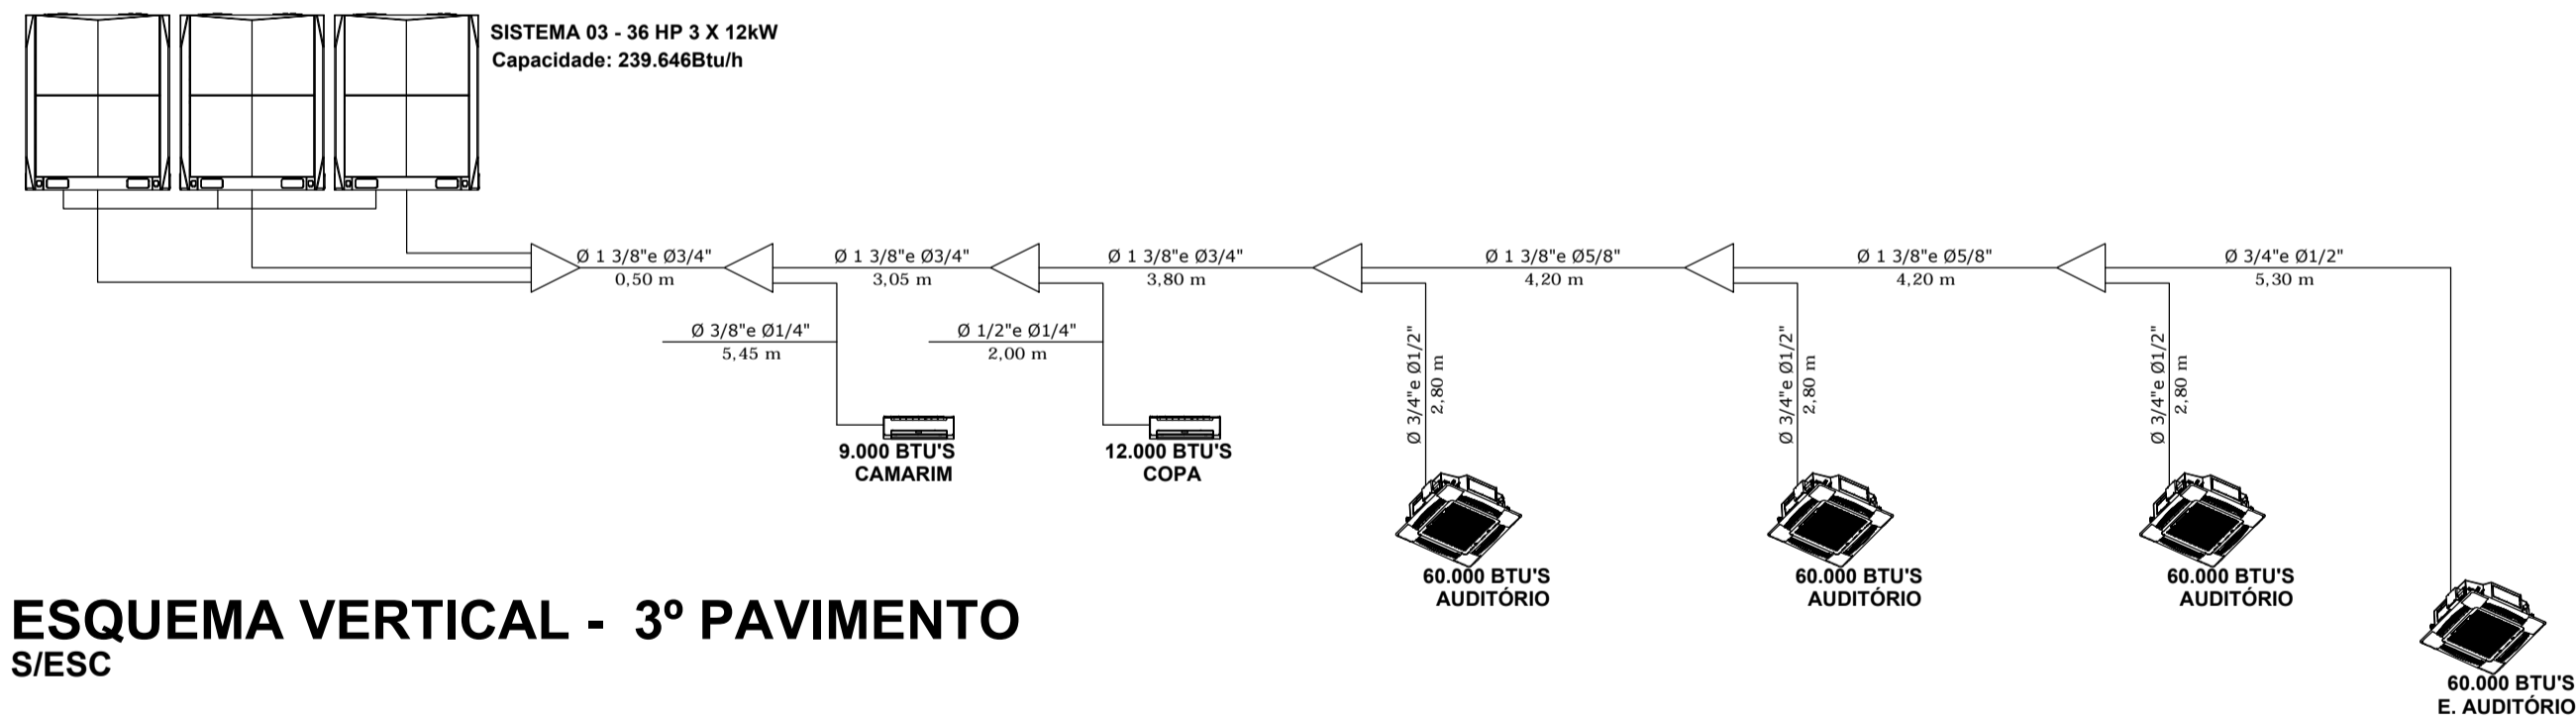 SISTEMA 03 - 36 HP 3 X 12kW
Capacidade: 239.646Btu/h
Ø 1 3/8"e Ø3/4"
0,50 m
Ø 1 3/8"e Ø3/4"
3,05 m
Ø 1 3/8"e Ø3/4"
3,80 m
Ø 1 3/8"e Ø5/8"
4,20 m
Ø 1 3/8"e Ø5/8"
4,20 m
Ø 3/4"e Ø1/2"
5,30 m
Ø 3/8"e Ø1/4"
5,45 m
Ø 1/2"e Ø1/4"
2,00 m
Ø 3/4"e Ø1/2"
2,80 m
Ø 3/4"e Ø1/2"
2,80 m
Ø 3/4"e Ø1/2"
2,80 m
9.000 BTU'S
CAMARIM
12.000 BTU'S
COPA
60.000 BTU'S
AUDITÓRIO
60.000 BTU'S
AUDITÓRIO
60.000 BTU'S
AUDITÓRIO
60.000 BTU'S
E. AUDITÓRIO
ESQUEMA VERTICAL - 3º PAVIMENTO
S/ESC